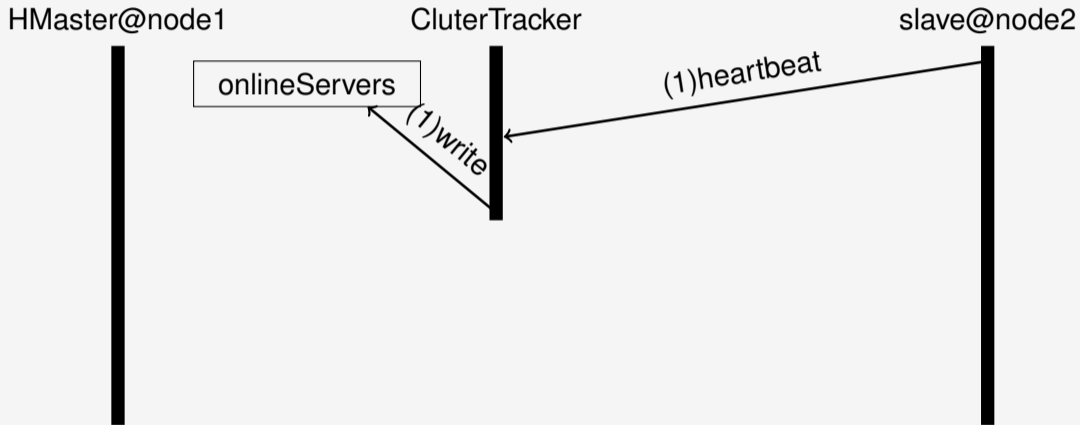 HMaster@node1
CluterTracker
slave@node2
onlineServers
(1)heartbeat
(1)write